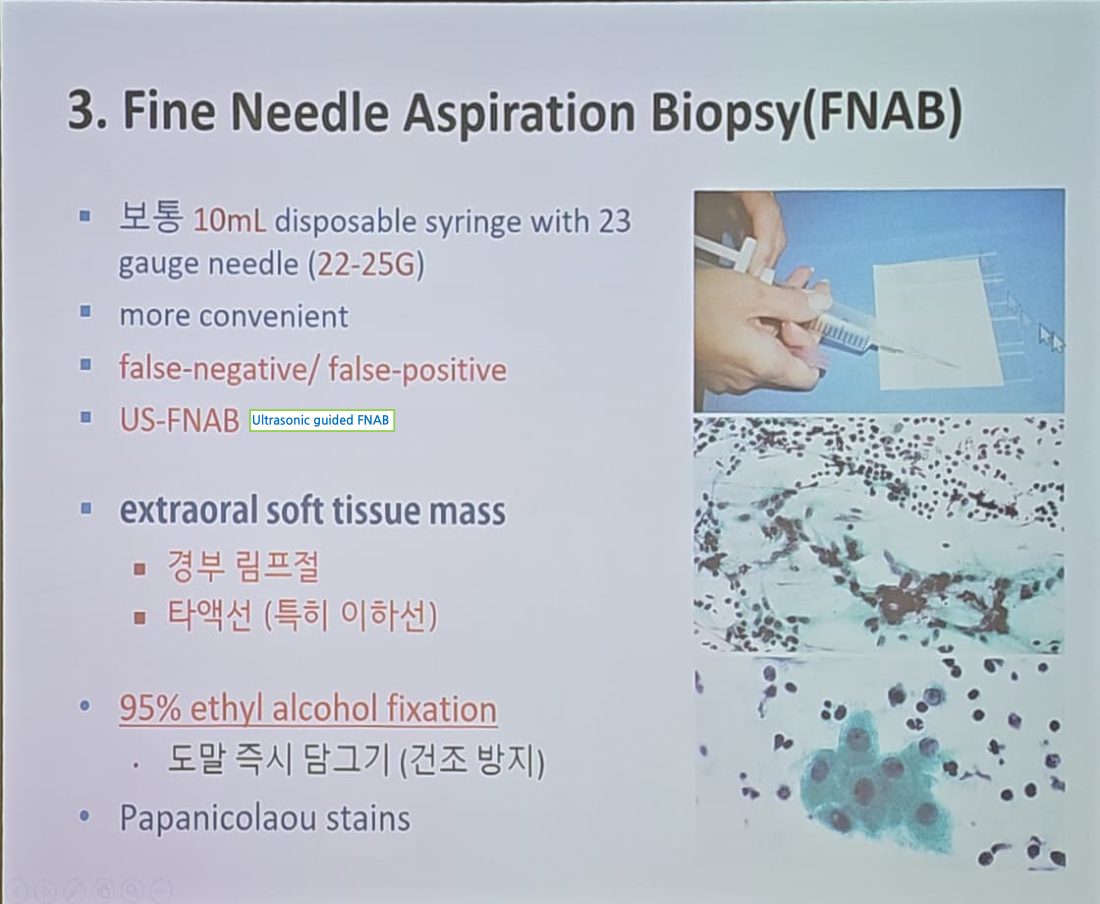 3. Fine Needle Aspiration Biopsy(FNAB)
보통 10mL disposable syringe with 23
gauge needle (22-25G)
more convenient
false-negative/ false-positive
US-FNAB Ultrasonic guided FNAB
extraoral soft tissue mass
경부 림프절
타액선 (특히 이하선)
95% ethyl alcohol fixation
도말 즉시 담그기 (건조 방지)
Papanicolaou stains